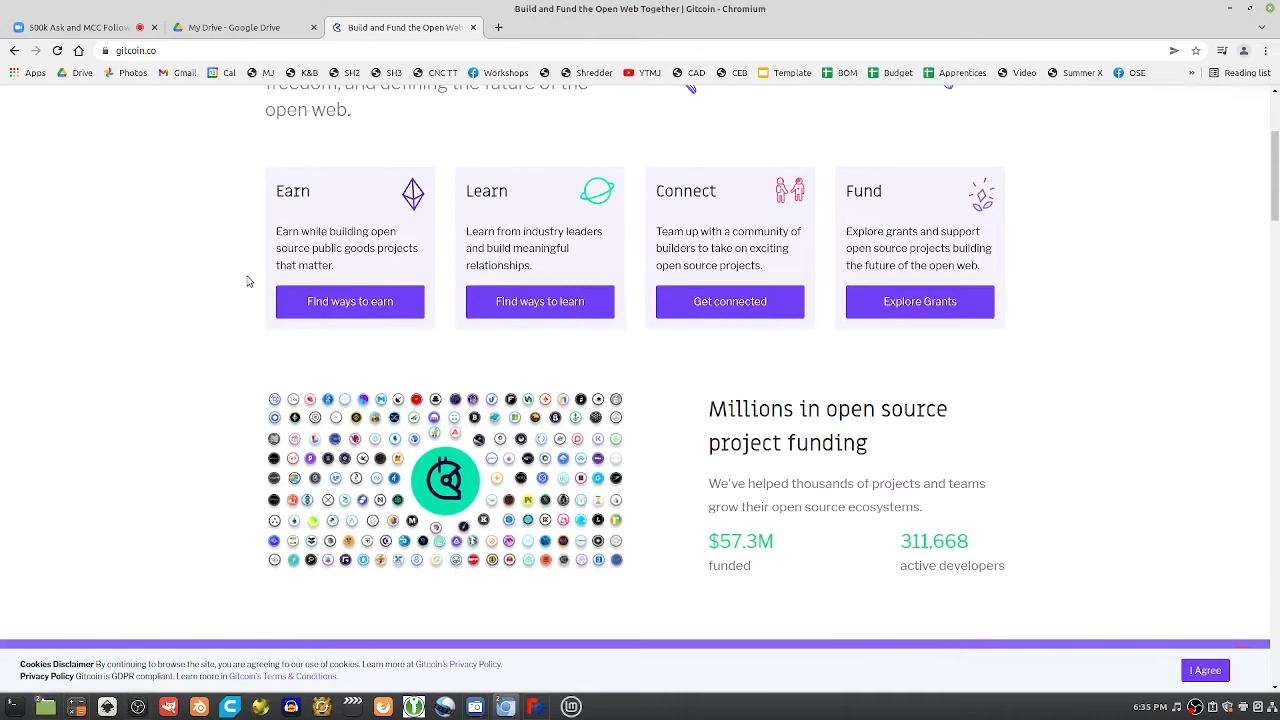 Build and Fund the Open Web Together | Gitcoin - Chromium
500k Ask and MCC Follow
My Drive - Google Drive
Build and Fund the Open Web
gitcoin.co
Apps Drive Photos Gmail MJ K&B SH2 SH3 CNC TT Workshops Shredder YTMJ CAD CEB Template BOM Budget Apprentices Video Summer X OSE » Reading list
freedom, and defining the future of the
open web.
Earn
Earn while building open
source public goods projects
that matter.
Find ways to earn
Learn
Learn from industry leaders
and build meaningful
relationships.
Find ways to learn
Connect
Team up with a community of
builders to take on exciting
open source projects.
Get connected
Fund
Explore grants and support
open source projects building
the future of the open web.
Explore Grants
Millions in open source
project funding
We've helped thousands of projects and teams
grow their open source ecosystems.
$57.3M
funded
311,668
active developers
Cookies Disclaimer By continuing to browse the site, you are agreeing to our use of cookies. Learn more at Gitcoin's Privacy Policy.
Privacy Policy Gitcoin is GDPR compliant. Learn more in Gitcoin's Terms & Conditions.
I Agree
6:35 PM